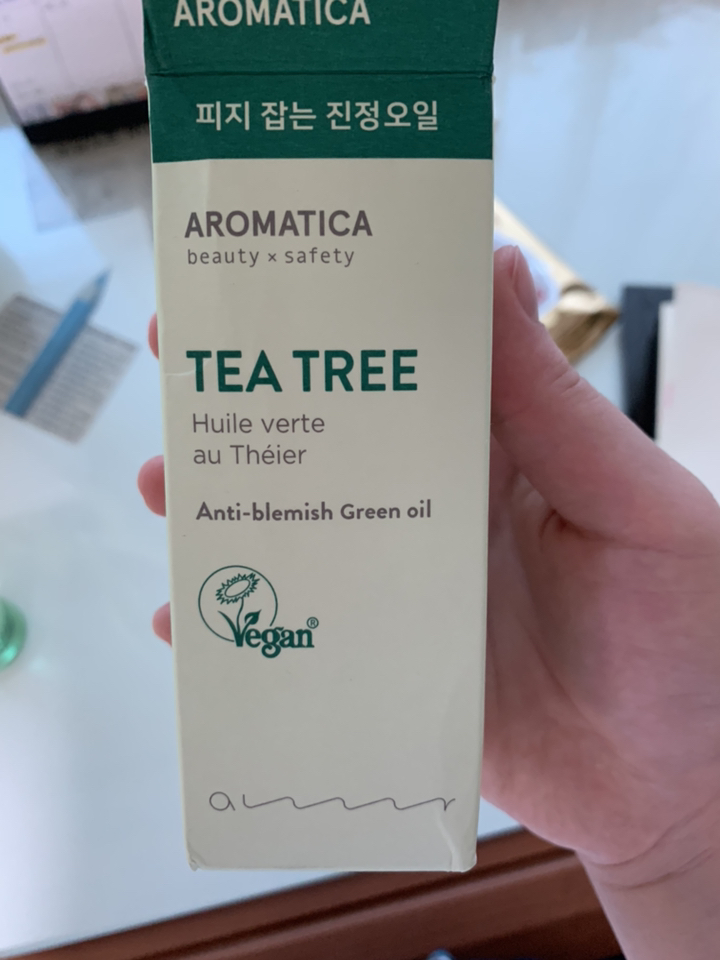 AROMATICA
피지 잡는 진정오일
AROMATICA
beauty × safety
TEA TREE
Huile verte
au Théier
Anti-blemish Green oil
Vegan®